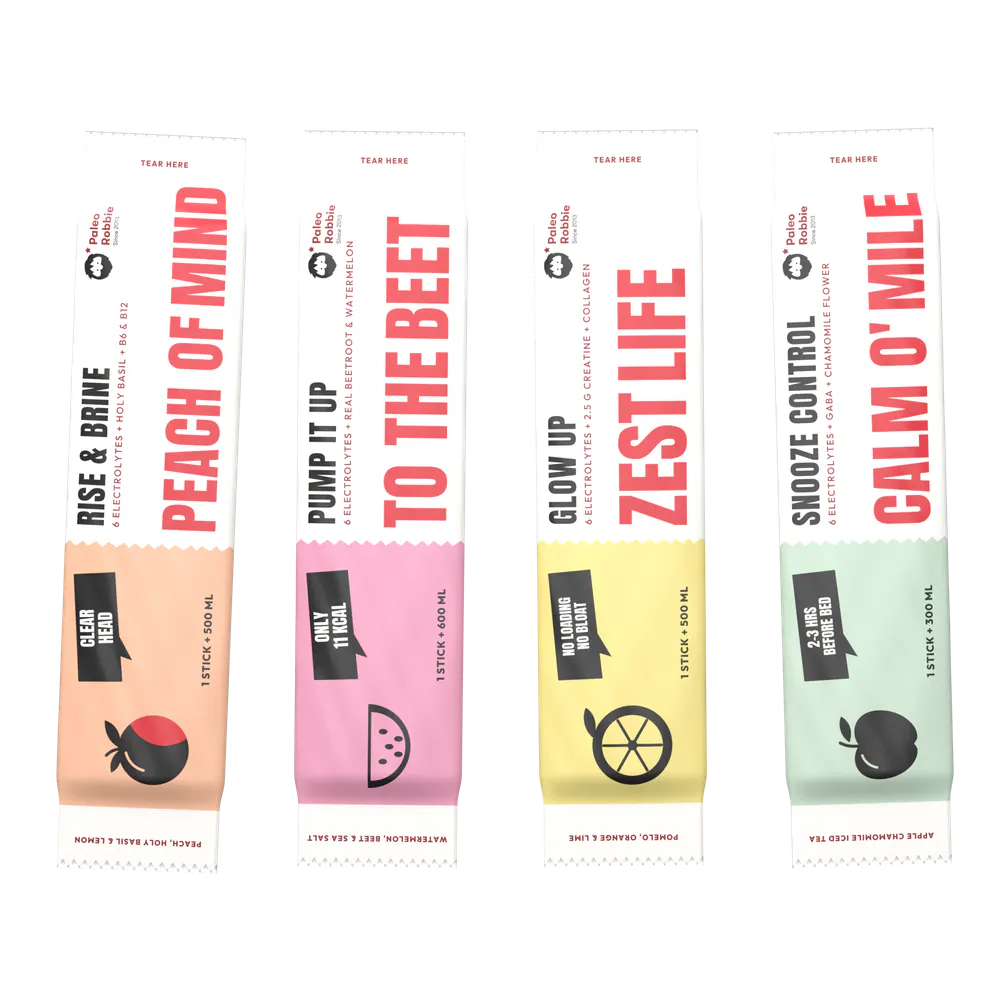 TEAR HERE
Paleo
Robbie
Since 2013
RISE & BRINE
6 ELECTROLYTES + HOLY BASIL + B6 & B12
PEACH OF MIND
CLEAR
HEAD
1 STICK + 500 ML
PEACH, HOLY BASIL & LEMON
TEAR HERE
Paleo
Robbie
Since 2013
PUMP IT UP
6 ELECTROLYTES + REAL BEETROOT & WATERMELON
TO THE BEET
ONLY
11 KCAL
1 STICK + 600 ML
WATERMELON, BEET & SEA SALT
TEAR HERE
Paleo
Robbie
Since 2013
GLOW UP
6 ELECTROLYTES + 2.5 G CREATINE + COLLAGEN
ZEST LIFE
NO LOADING
NO BLOAT
1 STICK + 500 ML
POMELO, ORANGE & LIME
TEAR HERE
Paleo
Robbie
Since 2013
SNOOZE CONTROL
6 ELECTROLYTES + GABA + CHAMOMILE FLOWER
CALM O' MILE
2-3 HRS
BEFORE BED
1 STICK + 300 ML
APPLE CHAMOMILE ICED TEA